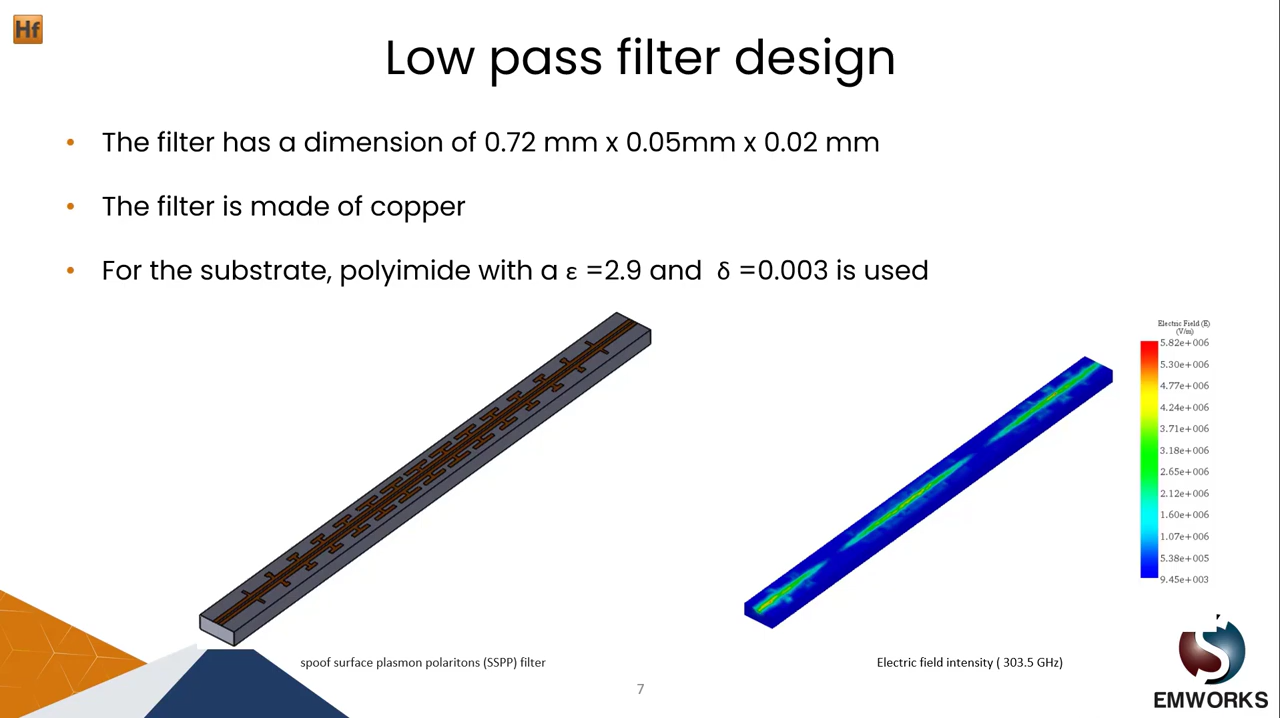 Hf
Low pass filter design
• The filter has a dimension of 0.72 mm x 0.05mm x 0.02 mm
• The filter is made of copper
• For the substrate, polyimide with a ε =2.9 and δ =0.003 is used
Electric Field (E)
(V/m)
5.82e+006
5.30e+006
4.77e+006
4.24e+006
3.71e+006
3.18e+006
2.65e+006
2.12e+006
1.60e+006
1.07e+006
5.38e+005
9.45e+003
spoof surface plasmon polaritons (SSPP) filter
Electric field intensity ( 303.5 GHz)
7
EMWORKS